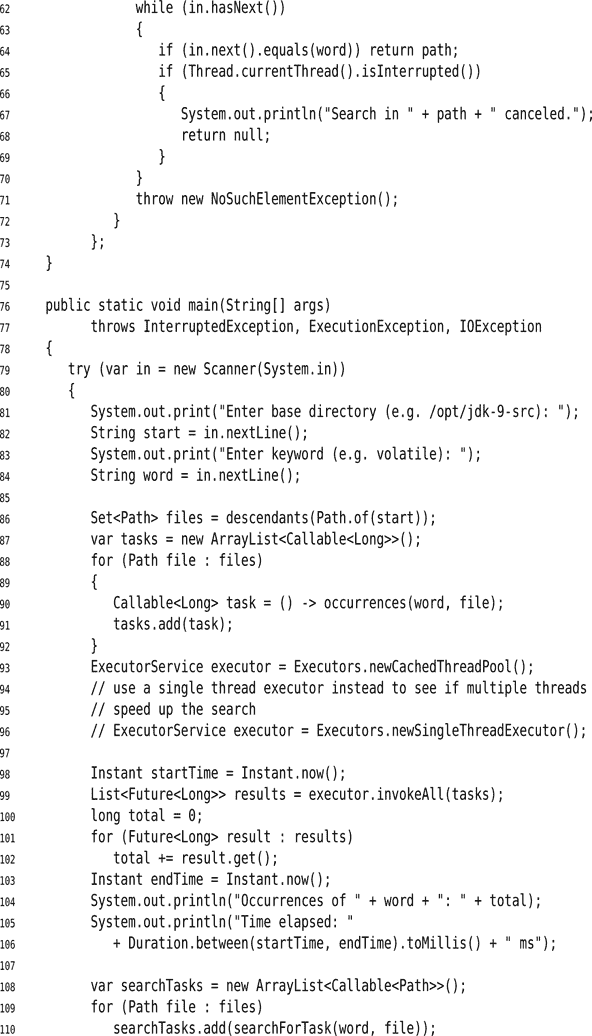 62                while (in.hasNext())
63                {
64                   if (in.next().equals(word)) return path;
65                   if (Thread.currentThread().isInterrupted())
66                   {
67                      System.out.println("Search in " + path + " canceled.");
68                      return null;
69                   }
70                }
71                throw new NoSuchElementException();
72             }
73          };
74    }
75
76    public static void main(String[] args)
77          throws InterruptedException, ExecutionException, IOException
78    {
79       try (var in = new Scanner(System.in))
80       {
81          System.out.print("Enter base directory (e.g. /opt/jdk-9-src): ");
82          String start = in.nextLine();
83          System.out.print("Enter keyword (e.g. volatile): ");
84          String word = in.nextLine();
85
86          Set<Path> files = descendants(Path.of(start));
87          var tasks = new ArrayList<Callable<Long>>();
88          for (Path file : files)
89          {
90             Callable<Long> task = () -> occurrences(word, file);
91             tasks.add(task);
92          }
93          ExecutorService executor = Executors.newCachedThreadPool();
94          // use a single thread executor instead to see if multiple threads
95          // speed up the search
96          // ExecutorService executor = Executors.newSingleThreadExecutor();
97
98          Instant startTime = Instant.now();
99          List<Future<Long>> results = executor.invokeAll(tasks);
100         long total = 0;
101         for (Future<Long> result : results)
102            total += result.get();
103         Instant endTime = Instant.now();
104         System.out.println("Occurrences of " + word + ": " + total);
105         System.out.println("Time elapsed: "
106            + Duration.between(startTime, endTime).toMillis() + " ms");
107
108         var searchTasks = new ArrayList<Callable<Path>>();
109         for (Path file : files)
110            searchTasks.add(searchForTask(word, file));